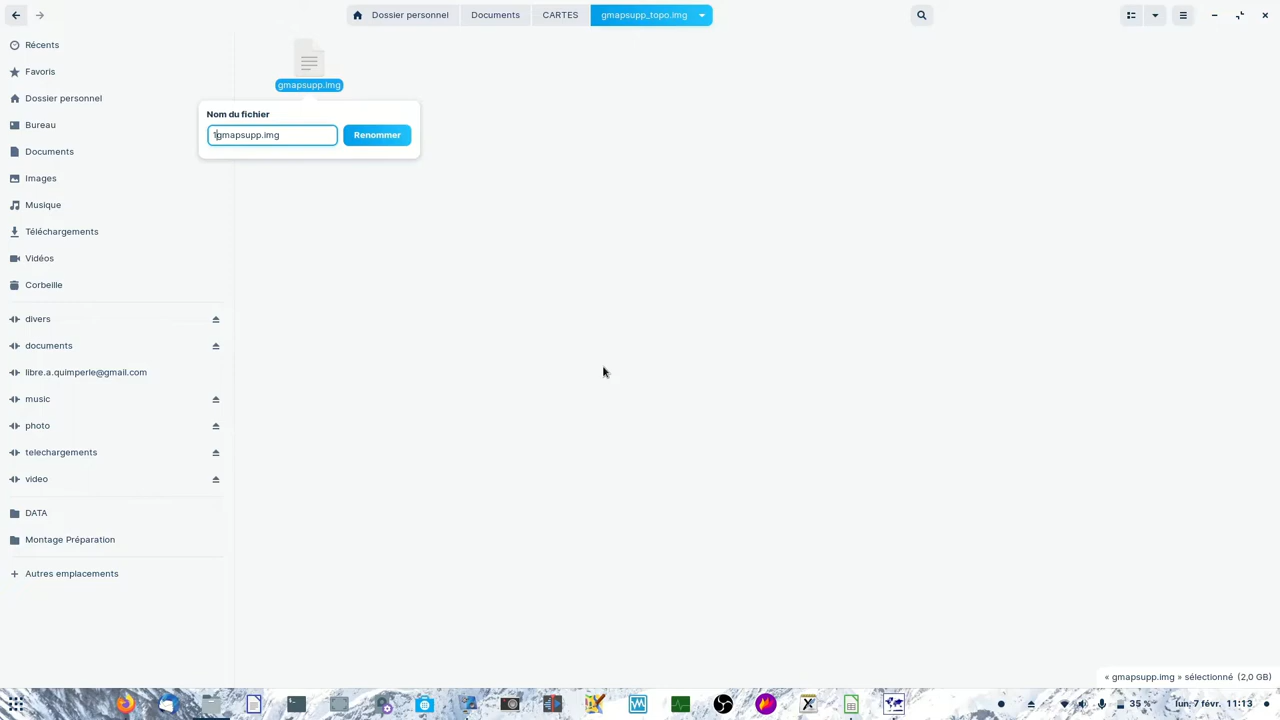 Dossier personnel
Documents
CARTES
gmapsupp_topo.img
Récents
Favoris
Dossier personnel
Bureau
Documents
Images
Musique
Téléchargements
Vidéos
Corbeille
divers
documents
libre.a.quimperle@gmail.com
music
photo
telechargements
video
DATA
Montage Préparation
Autres emplacements
gmapsupp.img
Nom du fichier
1gmapsupp.img
Renommer
« gmapsupp.img » sélectionné (2,0 GB)
35 %
lun. 7 févr. 11:13